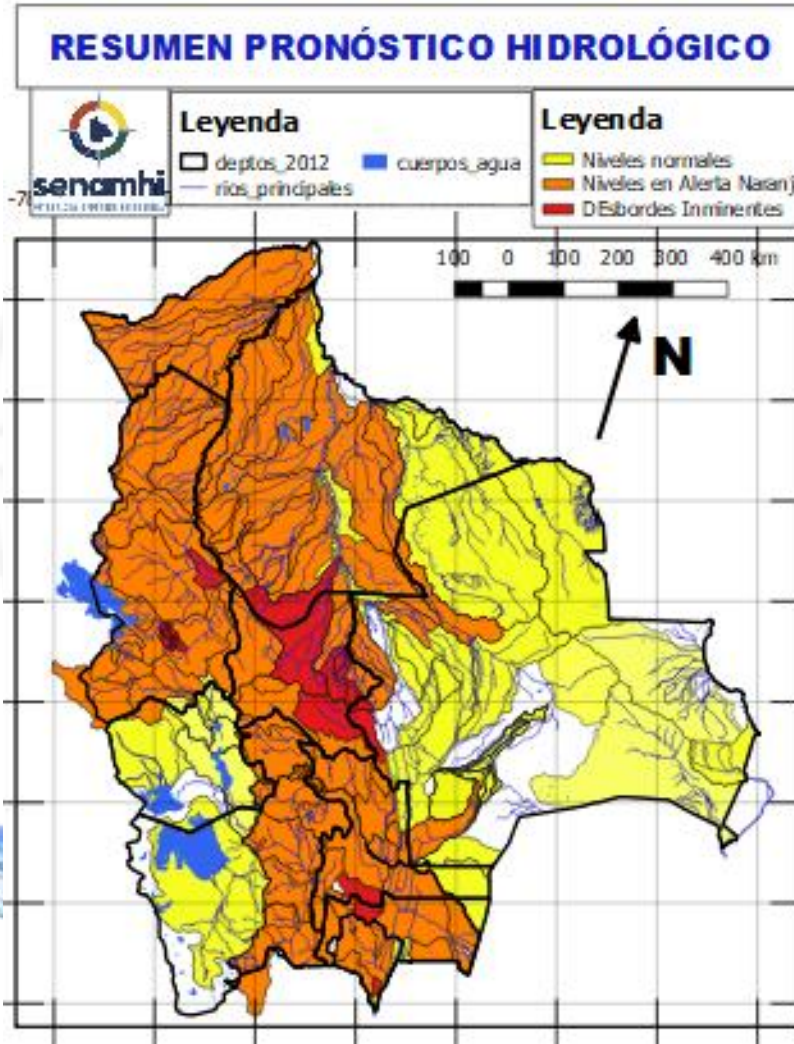 RESUMEN PRONÓSTICO HIDROLÓGICO
senamhi
Leyenda
deptos_2012
cuerpos_agua
rios_principales
Leyenda
Niveles normales
Niveles en Alerta Naranj
DEsbordes Inminentes
100 0 100 200 300 400 km
N